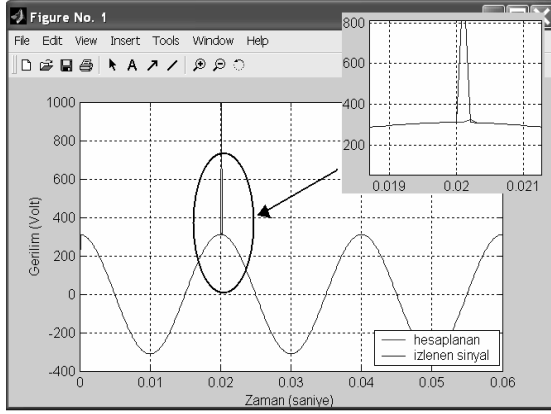 Figure No. 1
File Edit View Insert Tools Window Help
A
800
600
400
200
0.019 0.02 0.021
1000
800
600
400
200
0
-200
-400
Gerilim (Volt)
0 0.01 0.02 0.03 0.04 0.05 0.06
Zaman (saniye)
hesaplanan
izlenen sinyal